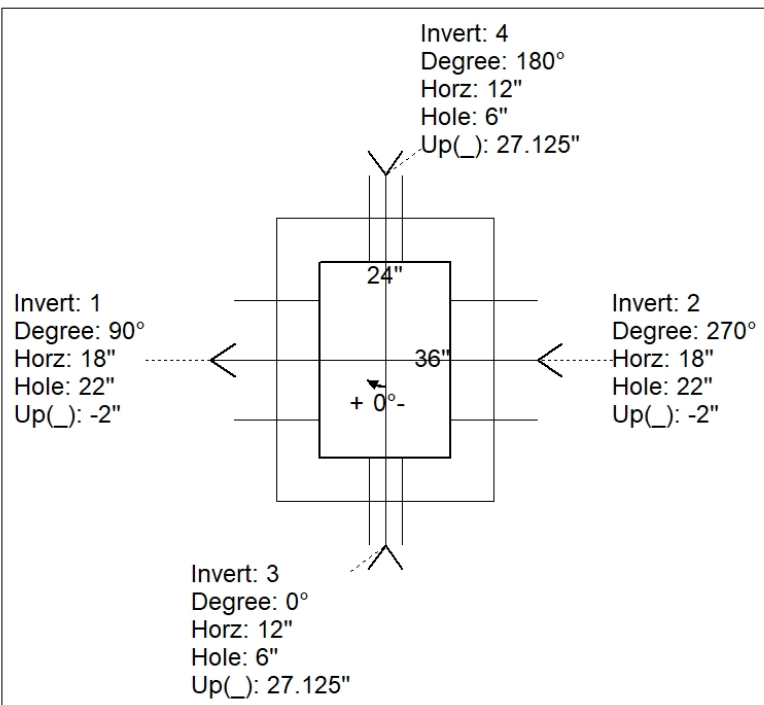 Invert: 4
Degree: 180°
Horz: 12"
Hole: 6"
Up(_): 27.125"
24"
Invert: 1
Degree: 90°
Horz: 18"
Hole: 22"
Up(_): -2"
36"
+ 0°-
Invert: 2
Degree: 270°
Horz: 18"
Hole: 22"
Up(_): -2"
Invert: 3
Degree: 0°
Horz: 12"
Hole: 6"
Up(_): 27.125"